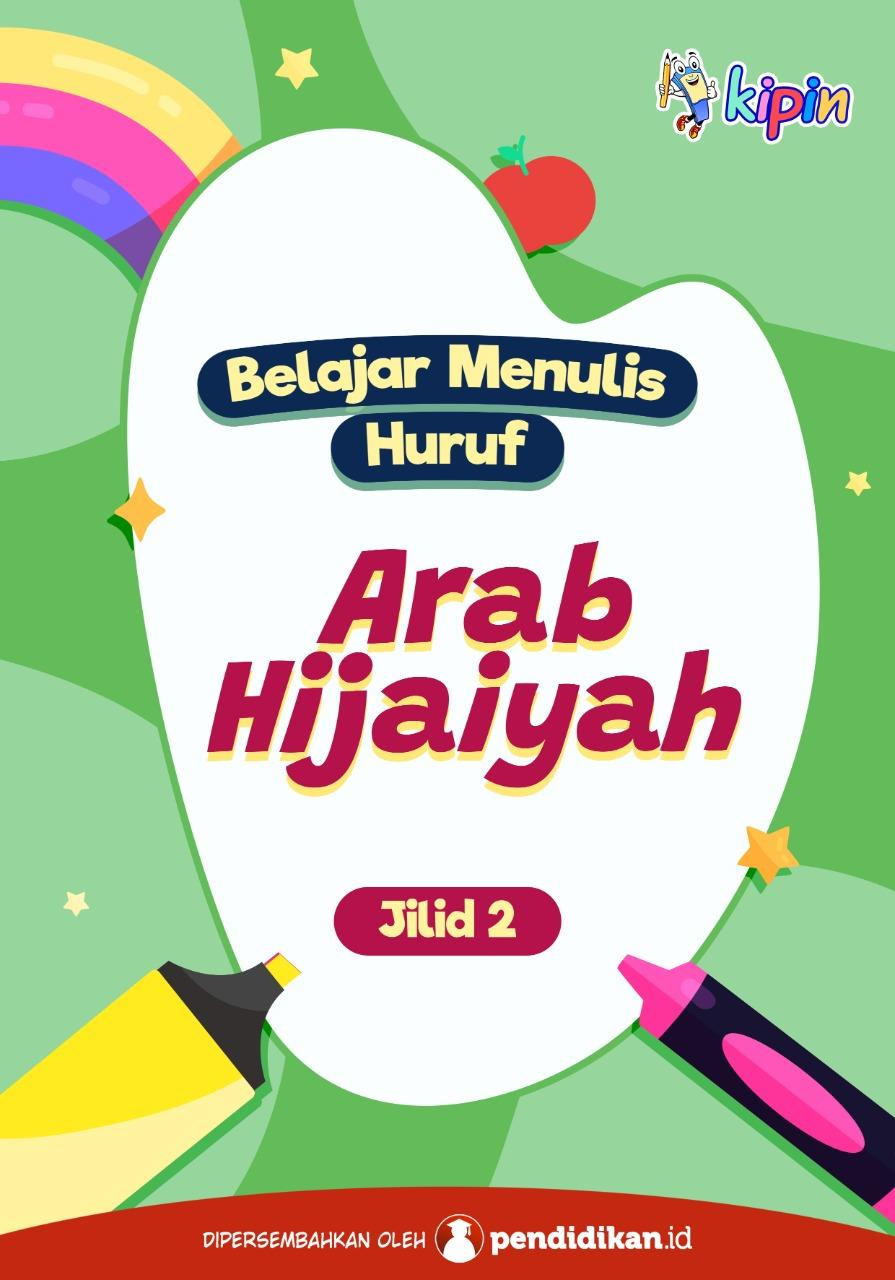 kipin
Belajar Menulis
Huruf
Arab
Hijaiyah
Jilid 2
DIPERSEMBAHKAN OLEH pendidikan.id